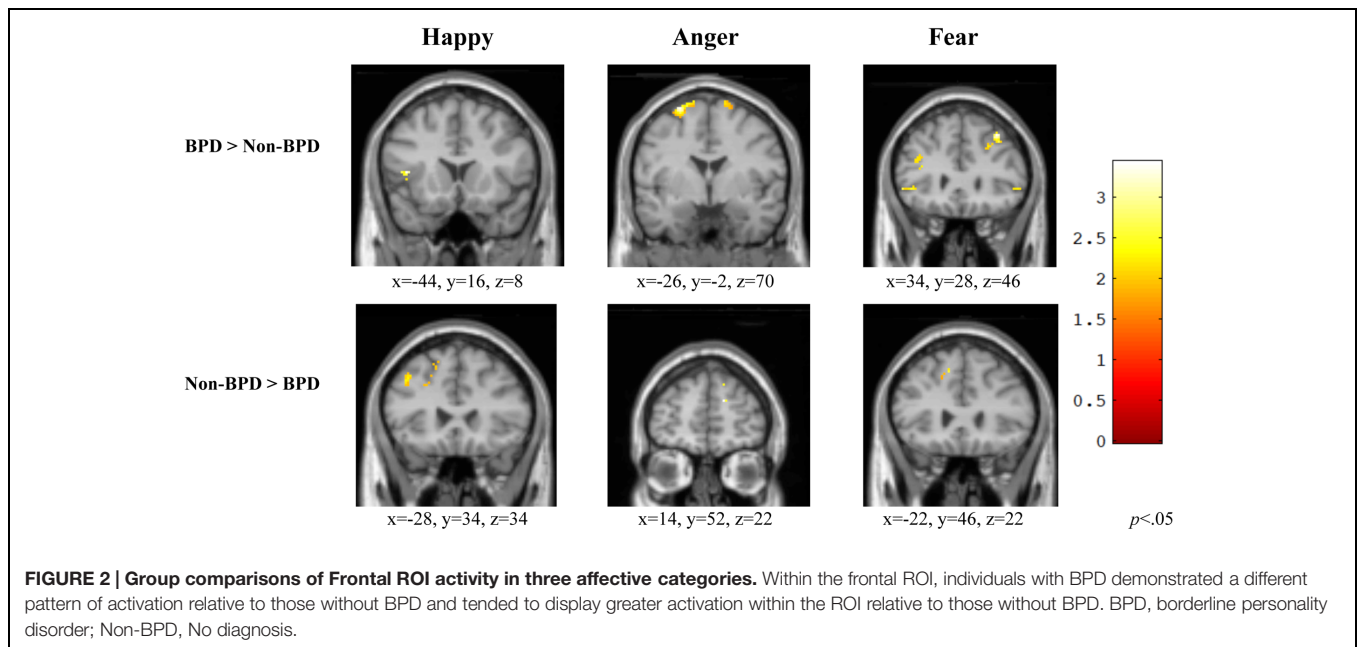 Happy Anger Fear
BPD > Non-BPD
x=-44, y=16, z=8 x=-26, y=-2, z=70 x=34, y=28, z=46
3
2.5
2
1.5
1
0.5
0
Non-BPD > BPD
x=-28, y=34, z=34 x=14, y=52, z=22 x=-22, y=46, z=22 p<.05
FIGURE 2 | Group comparisons of Frontal ROI activity in three affective categories. Within the frontal ROI, individuals with BPD demonstrated a different
pattern of activation relative to those without BPD and tended to display greater activation within the ROI relative to those without BPD. BPD, borderline personality
disorder; Non-BPD, No diagnosis.